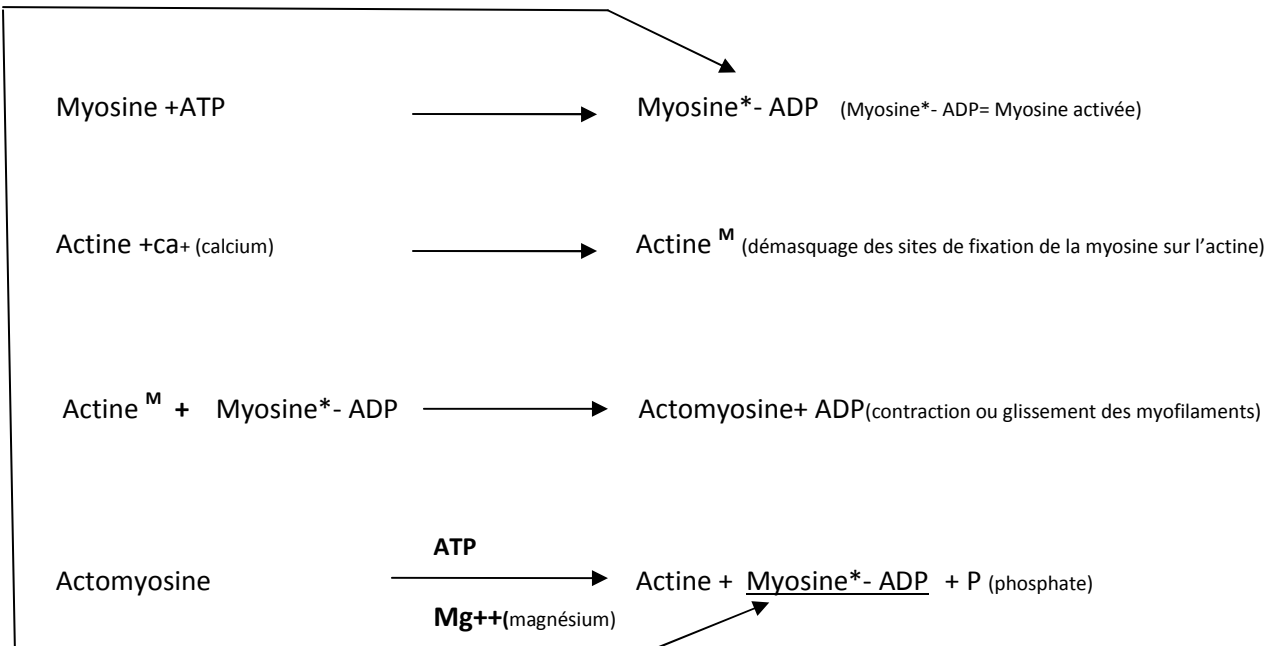 Myosine +ATP Myosine*- ADP (Myosine*- ADP= Myosine activée)
Actine +ca+ (calcium) Actine M (démasquage des sites de fixation de la myosine sur l’actine)
Actine M + Myosine*- ADP Actomyosine+ ADP(contraction ou glissement des myofilaments)
ATP
Actomyosine Actine + Myosine*- ADP + P (phosphate)
Mg++(magnésium)